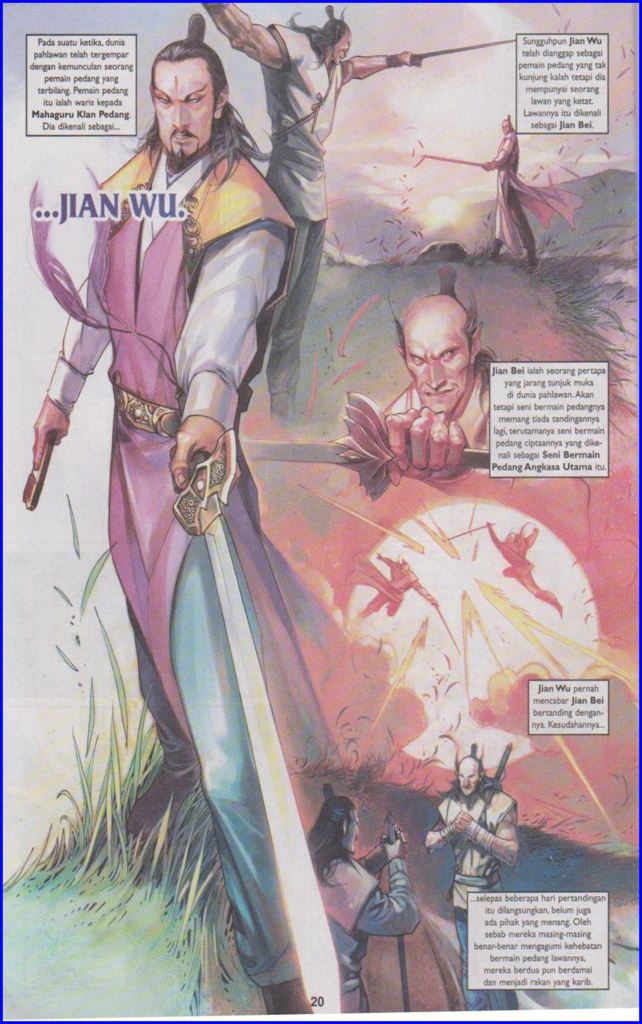 Pada suatu ketika, dunia
pahlawan telah tergempar
dengan kemunculan seorang
pemain pedang yang
terbilang. Pemain pedang
itu ialah waris kepada
Mahaguru Klan Pedang.
Dia dikenali sebagai...
...JIAN WU.
Sungguhpun Jian Wu
telah dianggap sebagai
pemain pedang yang tak
kunjung kalah tetapi dia
mempunyai seorang
lawan yang ketat.
Lawannya itu dikenali
sebagai Jian Bei.
Jian Bei ialah seorang pertapa
yang jarang tunjuk muka
di dunia pahlawan. Akan
tetapi seni bermain pedangnya
memang tiada tandingannya
lagi, terutamanya seni bermain
pedang ciptaannya yang dike-
nali sebagai Seni Bermain
Pedang Angkasa Utama itu.
Jian Wu pernah
mencabar Jian Bei
bertanding dengan-
nya. Kesudahannya...
...selepas beberapa hari pertandingan
itu dilangsungkan, belum juga
ada pihak yang menang. Oleh
sebab mereka masing-masing
benar-benar mengagumi kehebatan
bermain pedang lawannya,
mereka berdua pun berdamai
dan menjadi rakan yang karib.
20